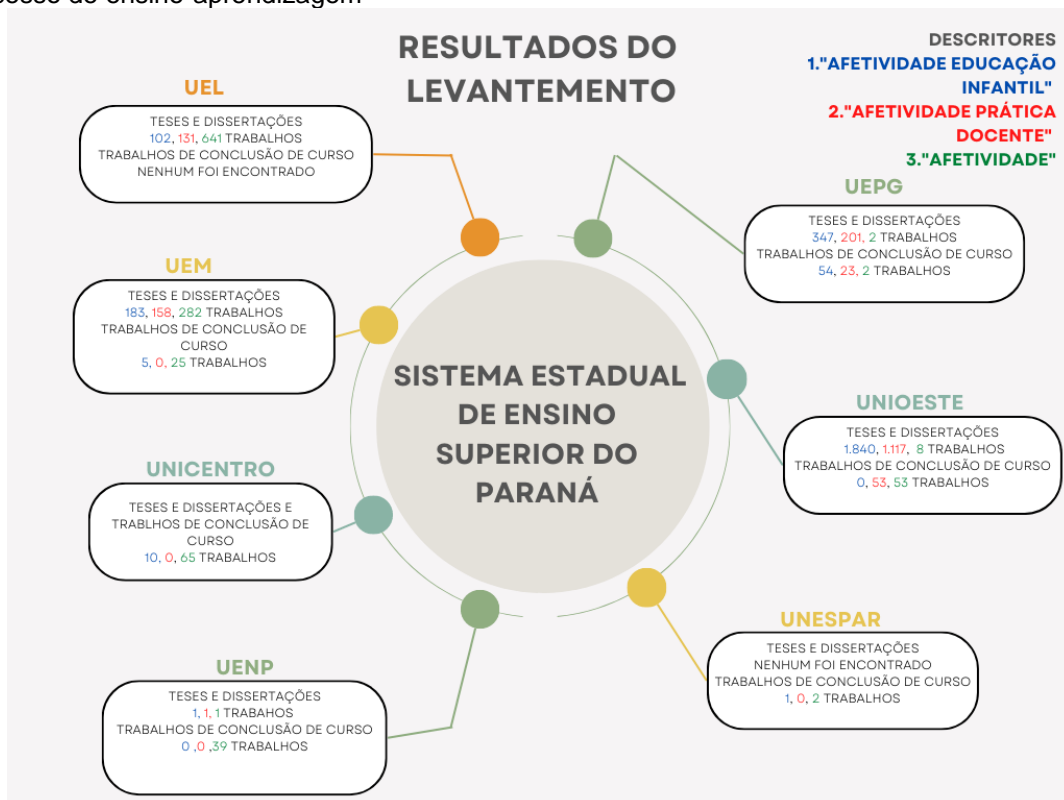 de ensino-aprendizagem
RESULTADOS DO
LEVANTEMENTO
DESCRITORES
1."AFETIVIDADE EDUCAÇÃO
INFANTIL"
2."AFETIVIDADE PRÁTICA
DOCENTE"
3."AFETIVIDADE"
UEL
TESES E DISSERTAÇÕES
102, 131, 641 TRABALHOS
TRABALHOS DE CONCLUSÃO DE CURSO
NENHUM FOI ENCONTRADO
UEPG
TESES E DISSERTAÇÕES
347, 201, 2 TRABALHOS
TRABALHOS DE CONCLUSÃO DE CURSO
54, 23, 2 TRABALHOS
UEM
TESES E DISSERTAÇÕES
183, 158, 282 TRABALHOS
TRABALHOS DE CONCLUSÃO DE
CURSO
5, 0, 25 TRABALHOS
SISTEMA ESTADUAL
DE ENSINO
SUPERIOR DO
PARANÁ
UNIOESTE
TESES E DISSERTAÇÕES
1.840, 1.117, 8 TRABALHOS
TRABALHOS DE CONCLUSÃO DE CURSO
0, 53, 53 TRABALHOS
UNICENTRO
TESES E DISSERTAÇÕES E
TRABLHOS DE CONCLUSÃO DE
CURSO
10, 0, 65 TRABALHOS
UNESPAR
TESES E DISSERTAÇÕES
NENHUM FOI ENCONTRADO
TRABALHOS DE CONCLUSÃO DE CURSO
1, 0, 2 TRABALHOS
UENP
TESES E DISSERTAÇÕES
1, 1, 1 TRABAHOS
TRABALHOS DE CONCLUSÃO DE CURSO
0 ,0 ,39 TRABALHOS